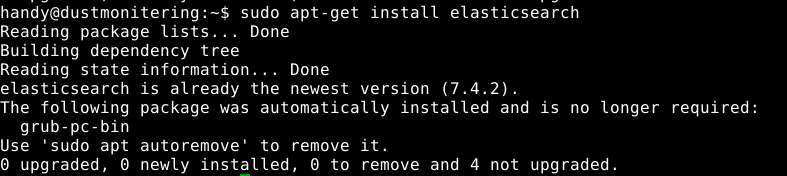 handy@dustmonitering:~$ sudo apt-get install elasticsearch
Reading package lists... Done
Building dependency tree
Reading state information... Done
elasticsearch is already the newest version (7.4.2).
The following package was automatically installed and is no longer required:
  grub-pc-bin
Use 'sudo apt autoremove' to remove it.
0 upgraded, 0 newly installed, 0 to remove and 4 not upgraded.